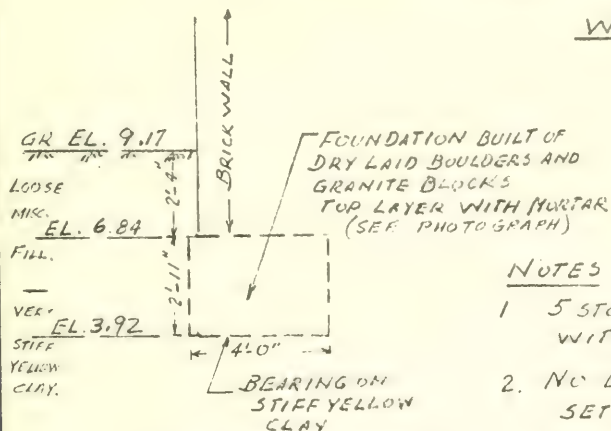 W
BRICK WALL
GR EL. 9.17
2'-4"
LOOSE
MISC.
EL. 6.84
FILL.
2'-11"
VERY
EL. 3.92
STIFF
YELLOW
CLAY.
4'-0"
FOUNDATION BUILT OF
DRY LAID BOULDERS AND
GRANITE BLOCKS
TOP LAYER WITH MORTAR
(SEE PHOTOGRAPH)
BEARING ON
STIFF YELLOW
CLAY
NOTES
1 5 STO
WIT
2. NO
SET